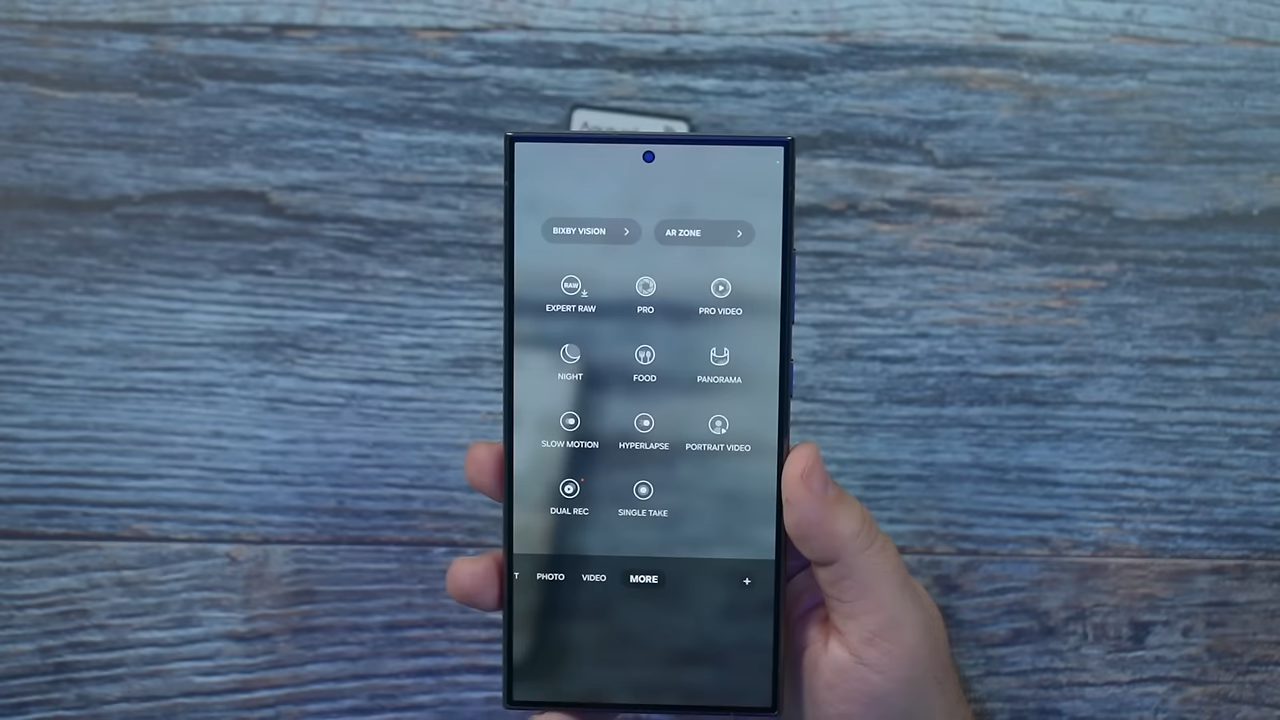 BIXBY VISION >
AR ZONE >
RAW
EXPERT RAW
PRO
PRO VIDEO
NIGHT
FOOD
PANORAMA
SLOW MOTION
HYPERLAPSE
PORTRAIT VIDEO
DUAL REC
SINGLE TAKE
T PHOTO VIDEO MORE +